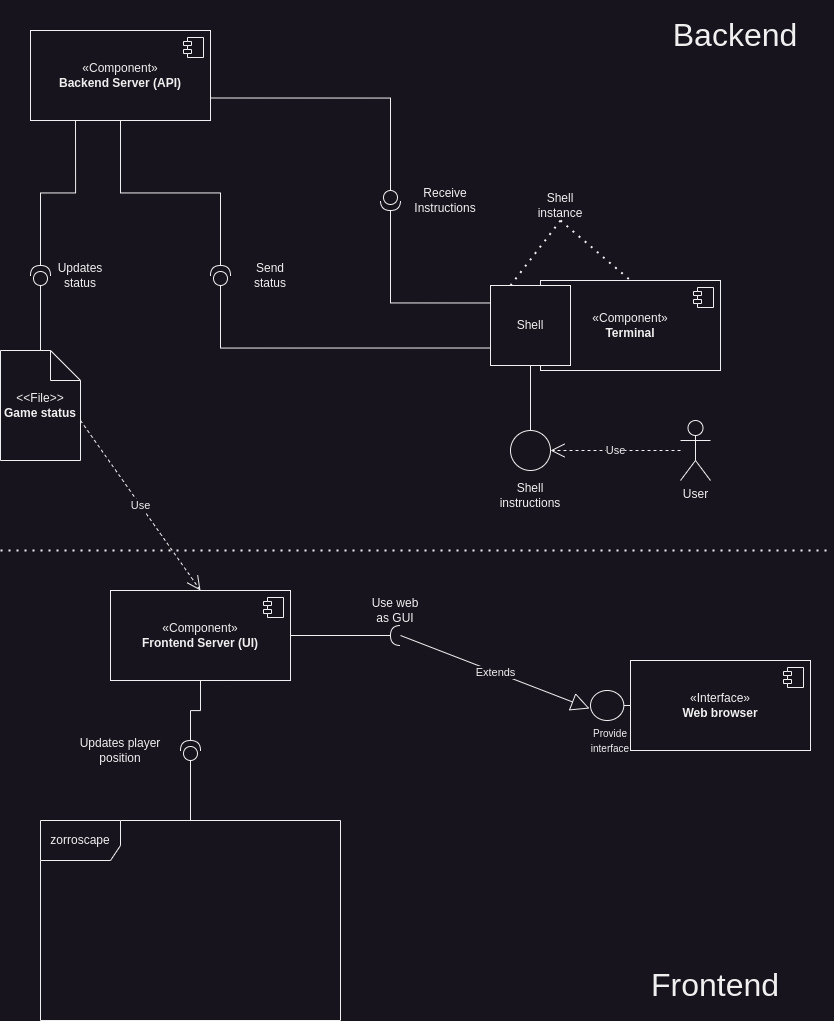 Backend
«Component»
Backend Server (API)
Receive
Instructions
Shell
instance
Updates
status
Send
status
Shell
«Component»
Terminal
<<File>>
Game status
Use
User
Shell
instructions
Use
«Component»
Frontend Server (UI)
Use web
as GUI
Extends
«Interface»
Web browser
Provide
interface
Updates player
position
zorroscape
Frontend